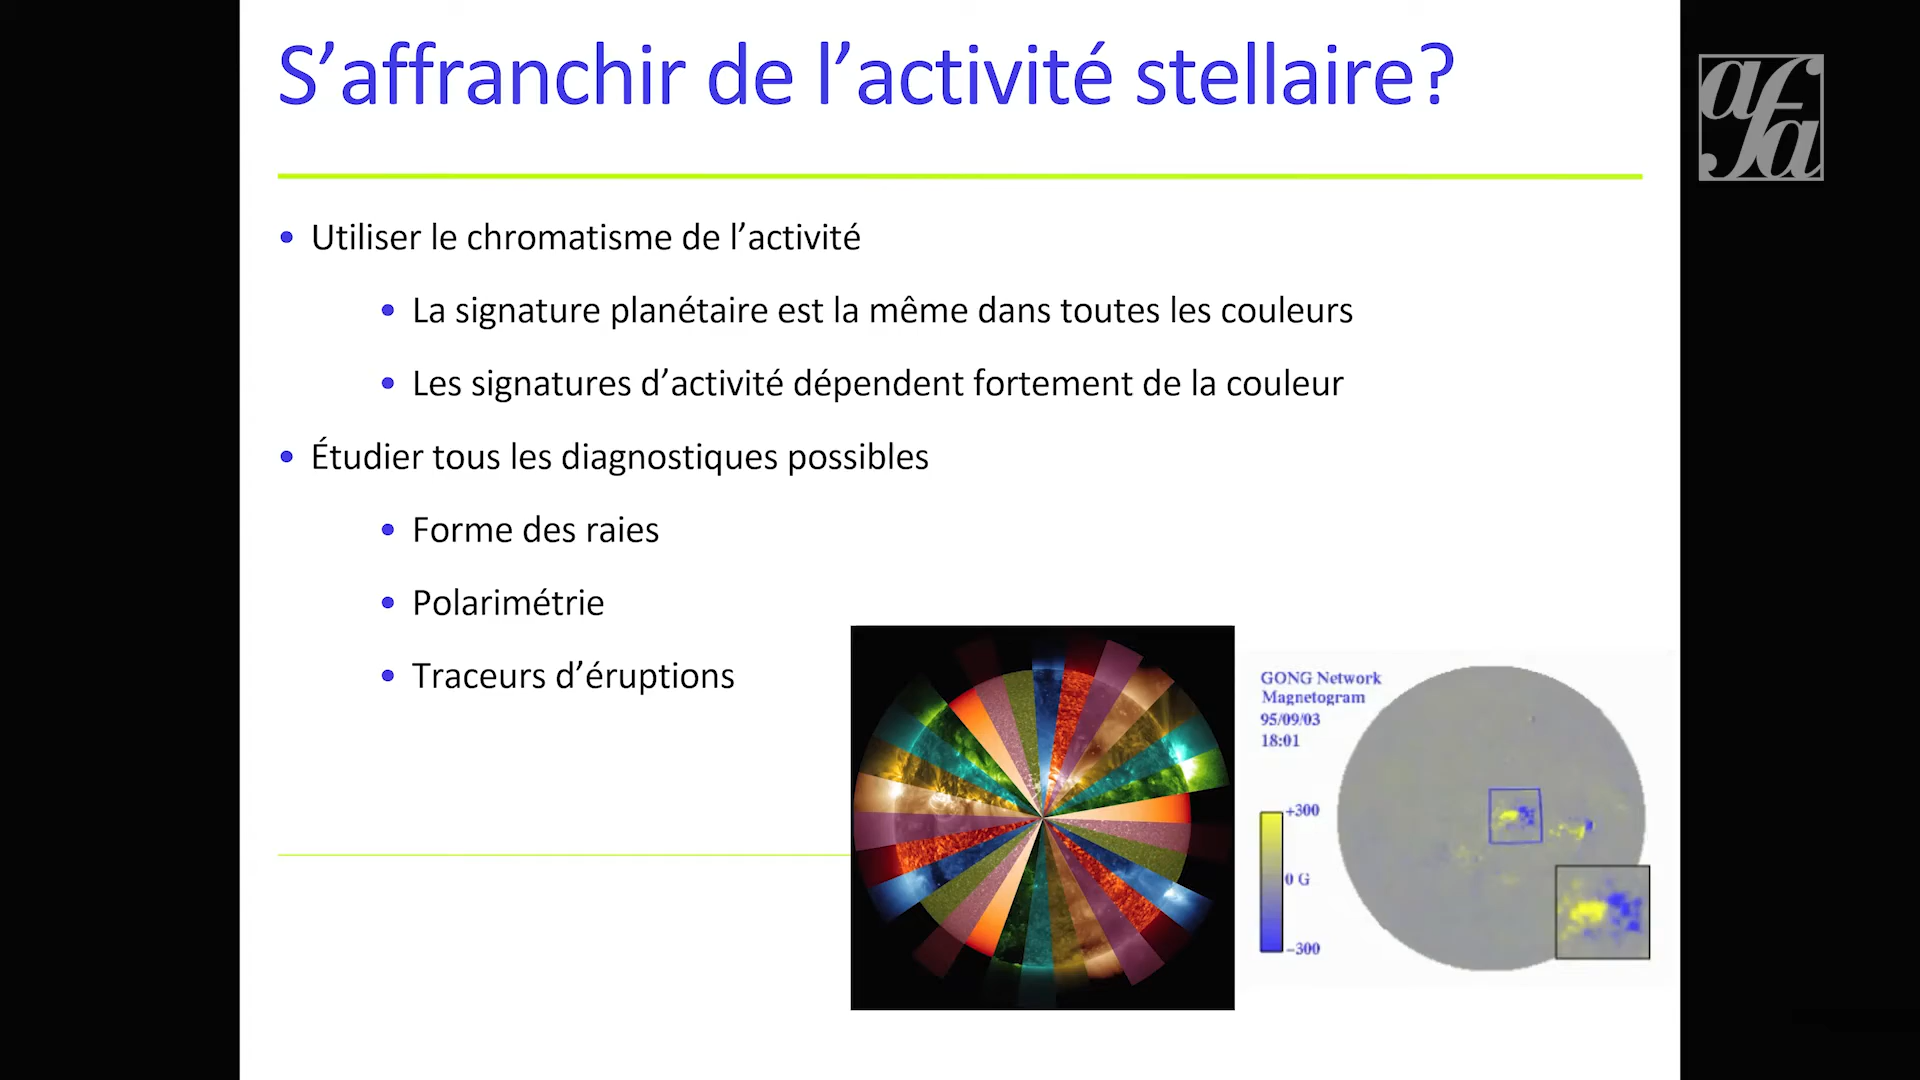 S’affranchir de l’activité stellaire?
afa
• Utiliser le chromatisme de l’activité
• La signature planétaire est la même dans toutes les couleurs
• Les signatures d’activité dépendent fortement de la couleur
• Étudier tous les diagnostiques possibles
• Forme des raies
• Polarimétrie
• Traceurs d’éruptions
GONG Network
Magnetogram
95/09/03
18:01
+300
0 G
-300